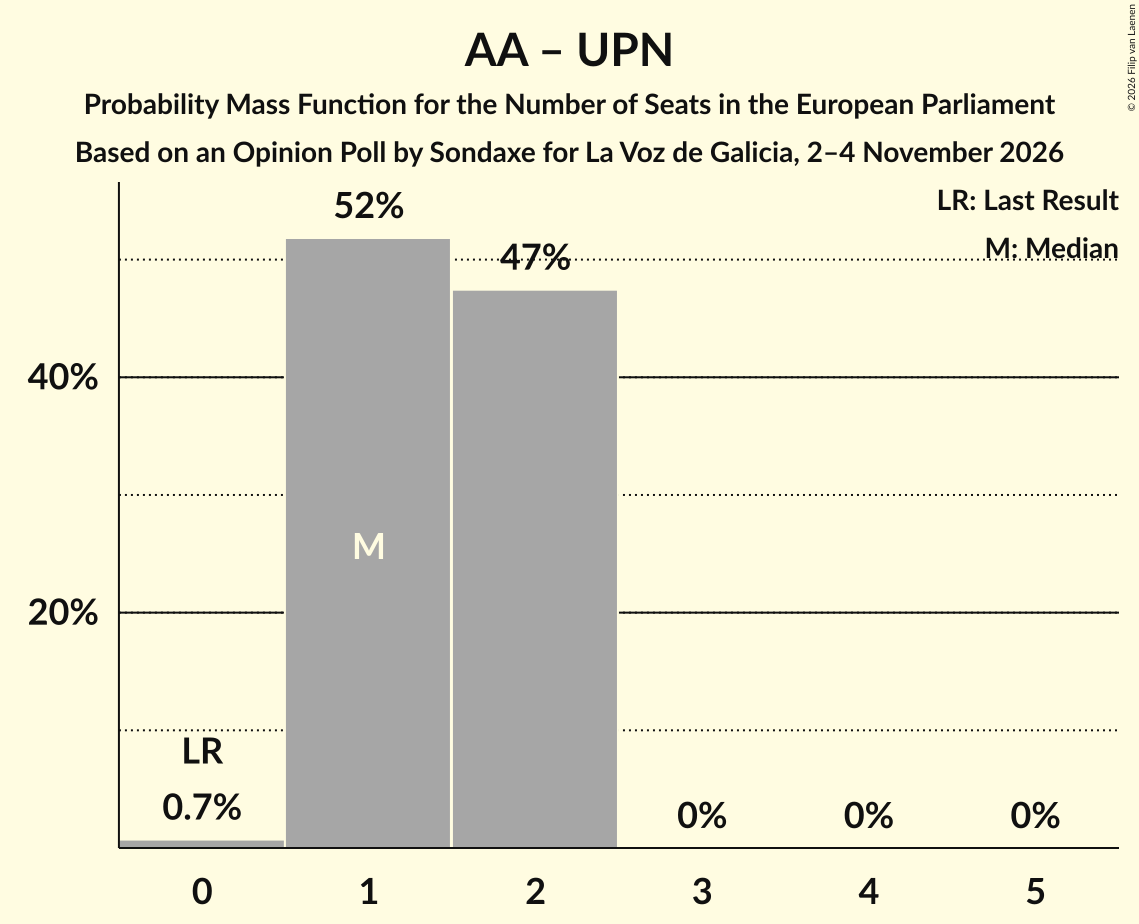 AA – UPN
Probability Mass Function for the Number of Seats in the European Parliament
Based on an Opinion Poll by Sondaxe for La Voz de Galicia, 2–4 November 2026
© 2026 Filip van Laenen
LR: Last Result
M: Median
52%
47%
40%
M
20%
LR
0.7%
0%
0%
0%
0
1
2
3
4
5